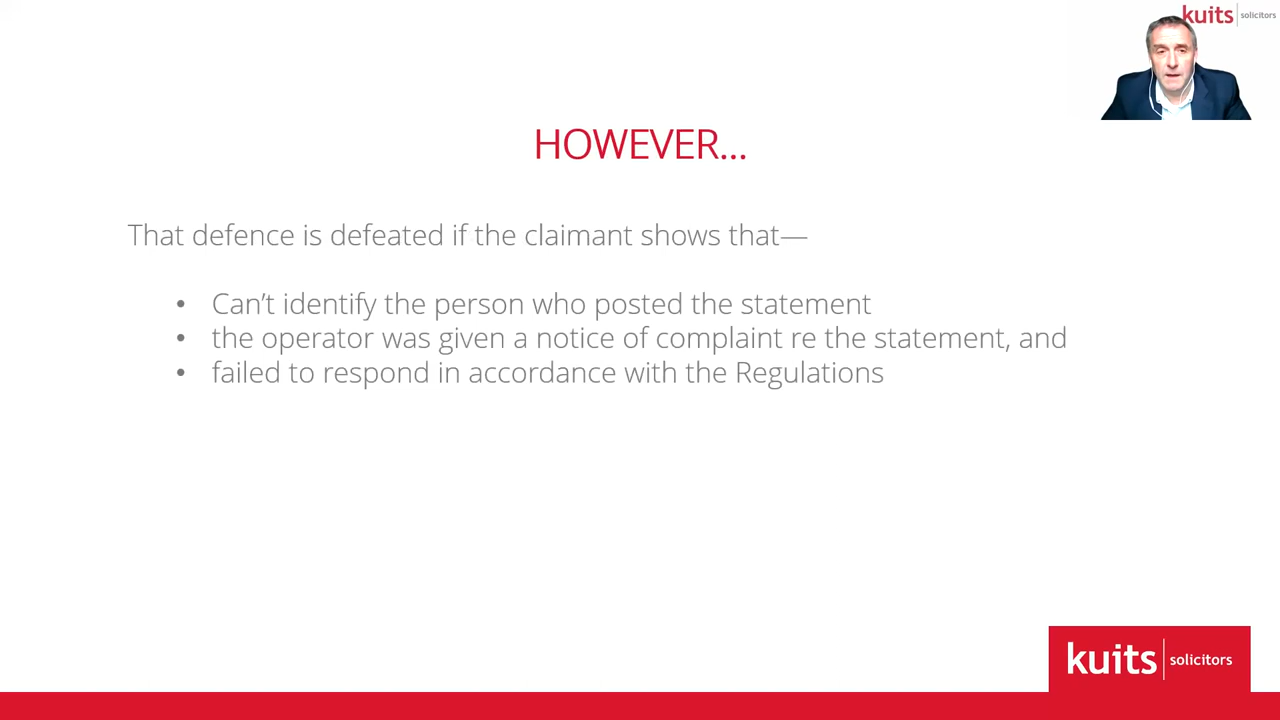 kuits solicitors
HOWEVER...
That defence is defeated if the claimant shows that—
• Can't identify the person who posted the statement
• the operator was given a notice of complaint re the statement, and
• failed to respond in accordance with the Regulations
kuits solicitors